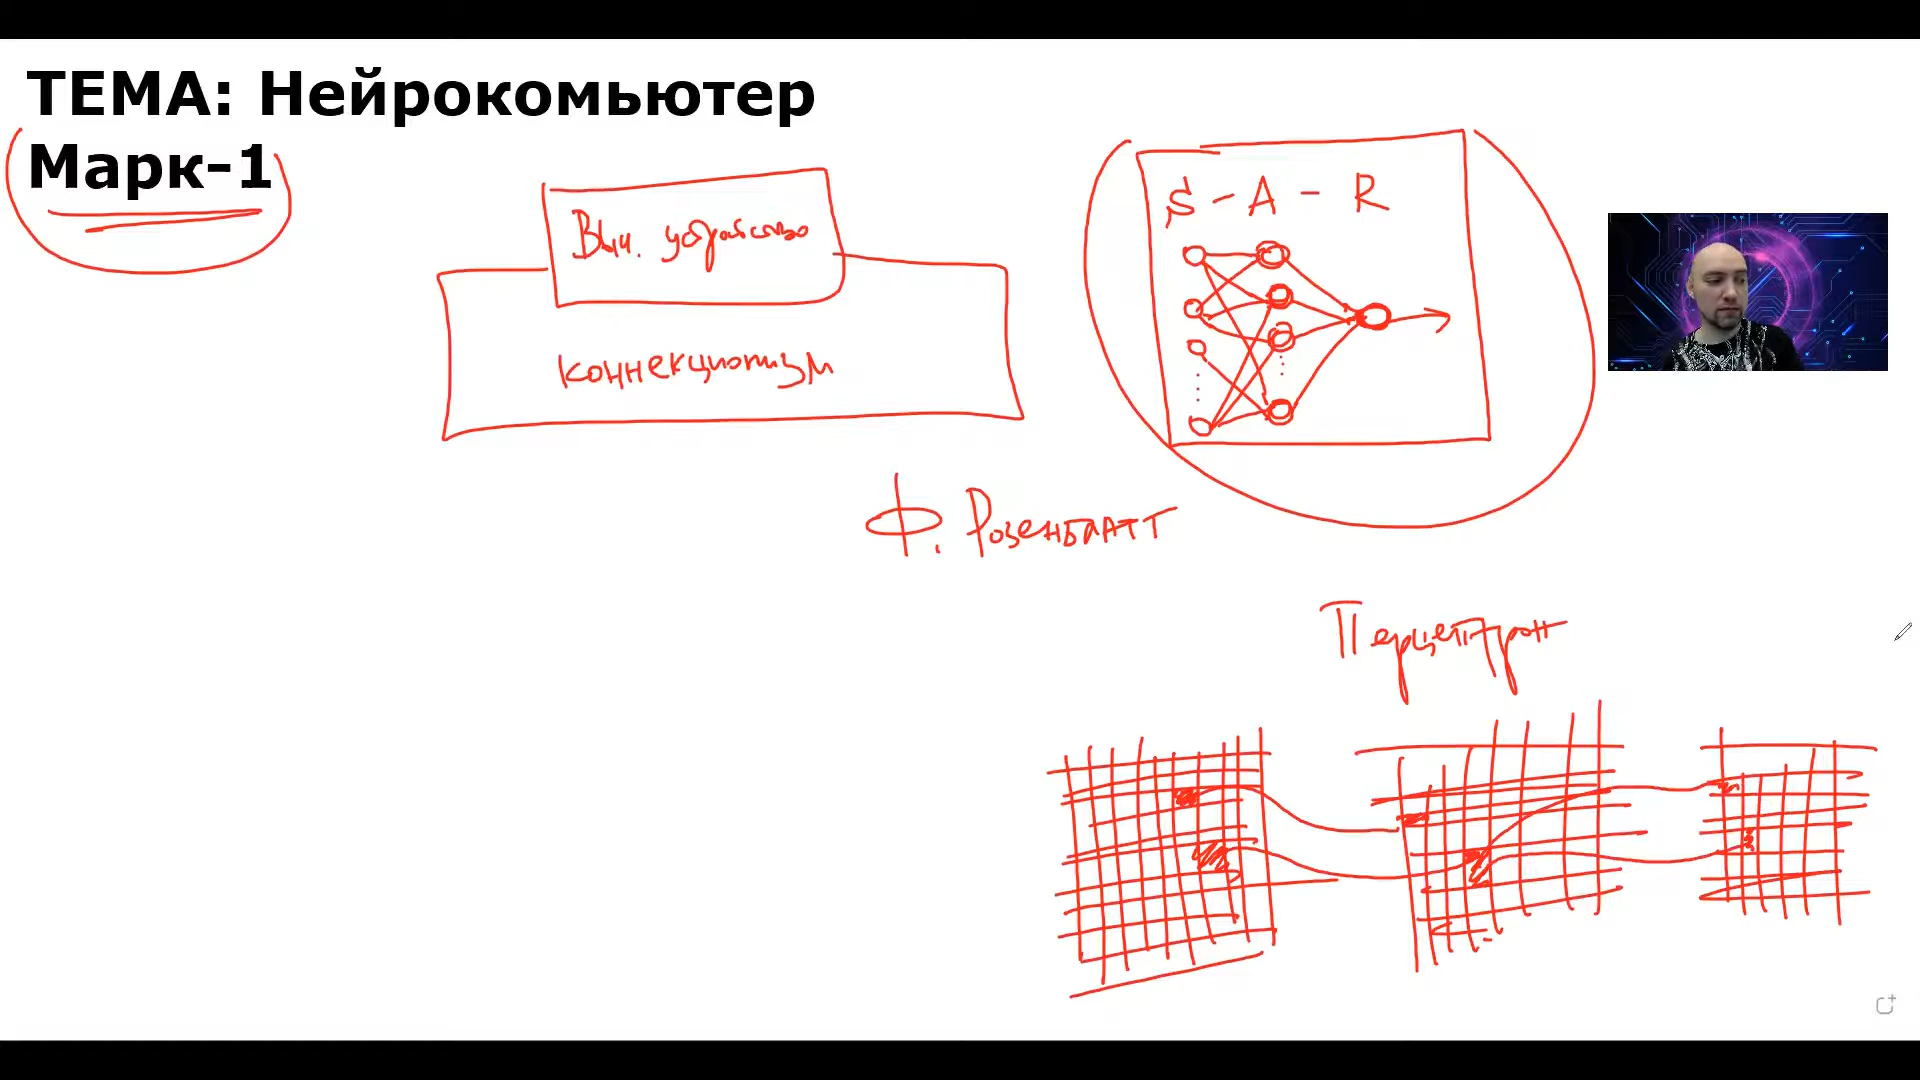 ТЕМА: Нейрокомьютер
Марк-1
Выч. устройство
коннекционизм
S - A - R
Ф. Розенблатт
Перцептрон